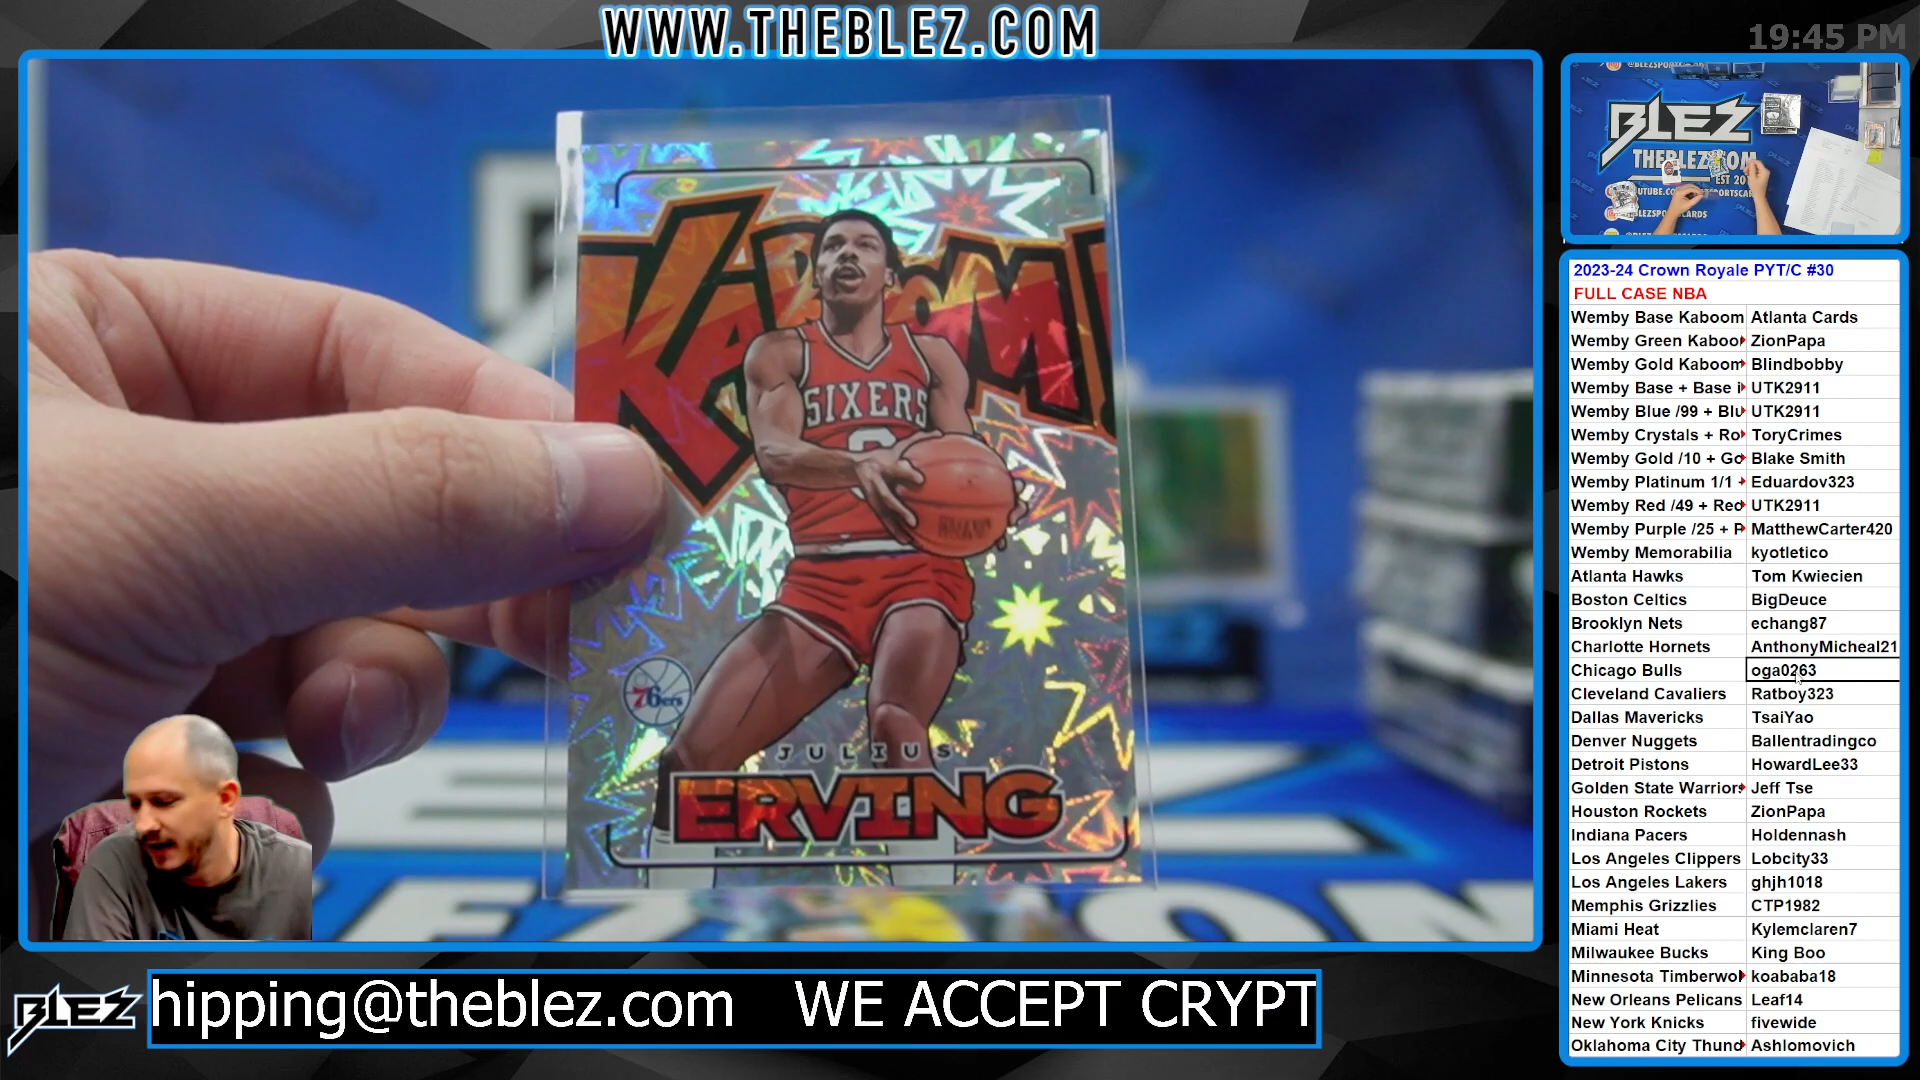 WWW.THEBLEZ.COM
19:45 PM
KABOOM!
SIXERS
76ers
JULIUS
ERVING
BLEZ
THEBLEZ.COM
2023-24 Crown Royale PYT/C #30
FULL CASE NBA
Wemby Base Kaboom Atlanta Cards
Wemby Green Kaboo ZionPapa
Wemby Gold Kaboom Blindbobby
Wemby Base + Base i UTK2911
Wemby Blue /99 + Blu UTK2911
Wemby Crystals + Ro ToryCrimes
Wemby Gold /10 + Go Blake Smith
Wemby Platinum 1/1 + Eduardov323
Wemby Red /49 + Red UTK2911
Wemby Purple /25 + P MatthewCarter420
Wemby Memorabilia kyotletico
Atlanta Hawks Tom Kwiecien
Boston Celtics BigDeuce
Brooklyn Nets echang87
Charlotte Hornets AnthonyMicheal21
Chicago Bulls oga0263
Cleveland Cavaliers Ratboy323
Dallas Mavericks TsaiYao
Denver Nuggets Ballentradingco
Detroit Pistons HowardLee33
Golden State Warriors Jeff Tse
Houston Rockets ZionPapa
Indiana Pacers Holdennash
Los Angeles Clippers Lobcity33
Los Angeles Lakers ghjh1018
Memphis Grizzlies CTP1982
Miami Heat Kylemclaren7
Milwaukee Bucks King Boo
Minnesota Timberwol koababa18
New Orleans Pelicans Leaf14
New York Knicks fivewide
Oklahoma City Thund Ashlomovich
BLEZ
hipping@theblez.com WE ACCEPT CRYPT